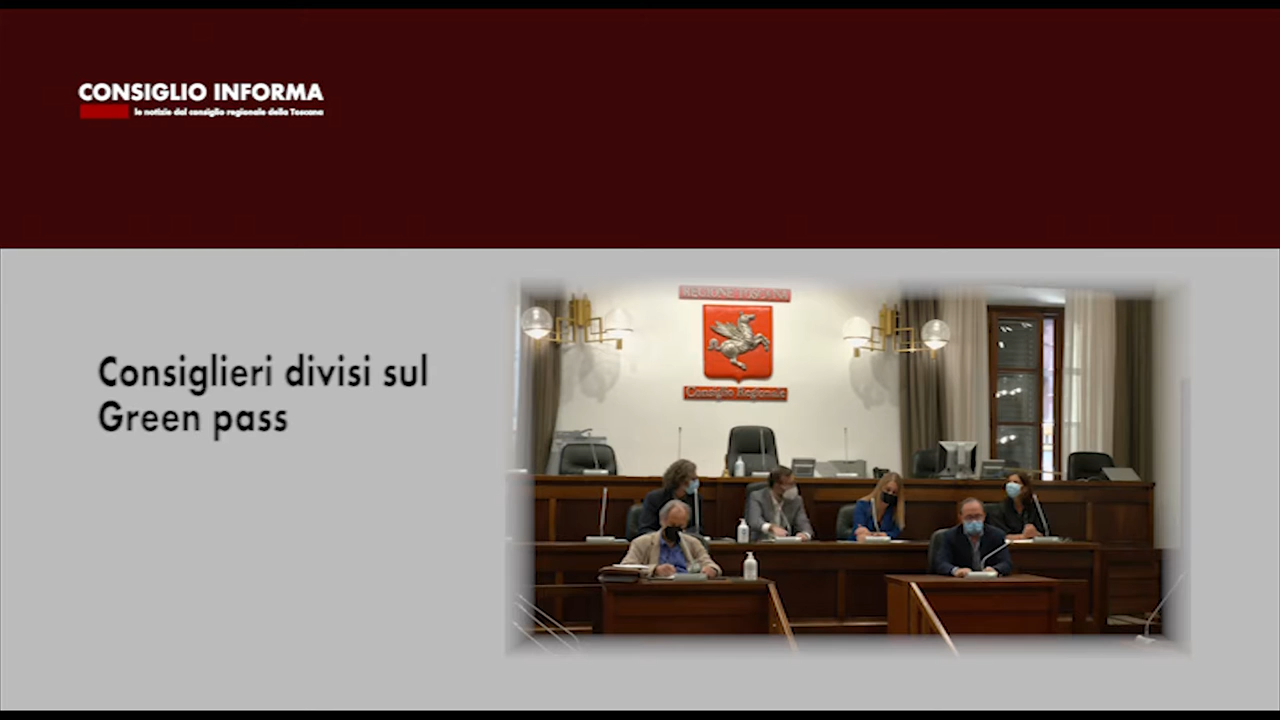 CONSIGLIO INFORMA
le notizie dal consiglio regionale della Toscana
REGIONE TOSCANA
Consiglieri divisi sul
Green pass
Consiglio Regionale